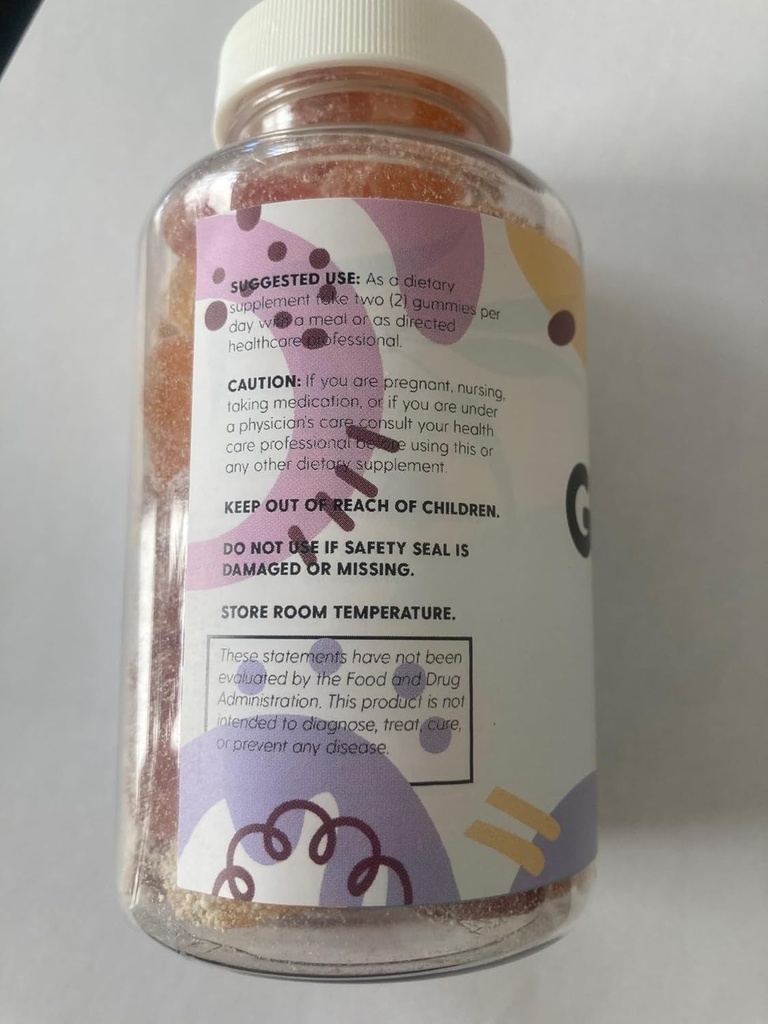 SUGGESTED USE: As a dietary
supplement take two (2) gummies per
day with a meal or as directed
healthcare professional.
CAUTION: If you are pregnant, nursing,
taking medication, or if you are under
a physician's care consult your health
care professional before using this or
any other dietary supplement.
KEEP OUT OF REACH OF CHILDREN.
DO NOT USE IF SAFETY SEAL IS
DAMAGED OR MISSING.
STORE ROOM TEMPERATURE.
These statements have not been
evaluated by the Food and Drug
Administration. This product is not
intended to diagnose, treat, cure,
or prevent any disease.
G